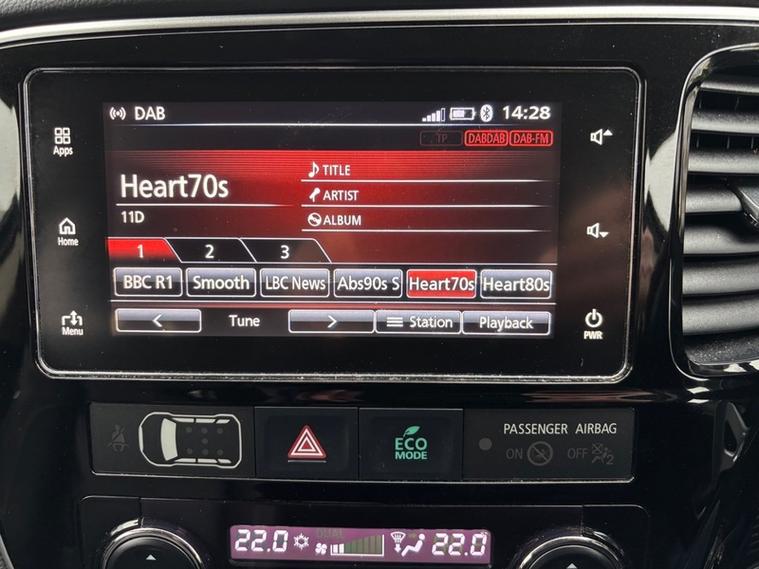 DAB 14:28
TP DABDAB DAB-FM
Apps
Heart70s
TITLE
ARTIST
11D
ALBUM
Home
1 2 3
BBC R1 Smooth LBC News Abs90s S Heart70s Heart80s
< Tune > Station Playback
Menu
PWR
PASSENGER AIRBAG
ECO
MODE
ON OFF 2
DUAL
22.0 22.0